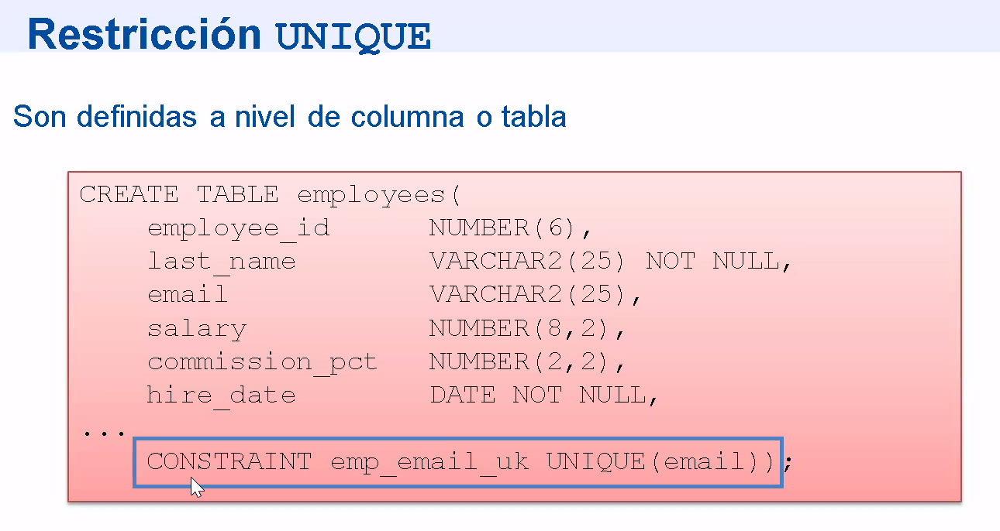 Restricción UNIQUE
Son definidas a nivel de columna o tabla
CREATE TABLE employees(
employee_id NUMBER(6),
last_name VARCHAR2(25) NOT NULL,
email VARCHAR2(25),
salary NUMBER(8,2),
commission_pct NUMBER(2,2),
hire_date DATE NOT NULL,
...
CONSTRAINT emp_email_uk UNIQUE(email));